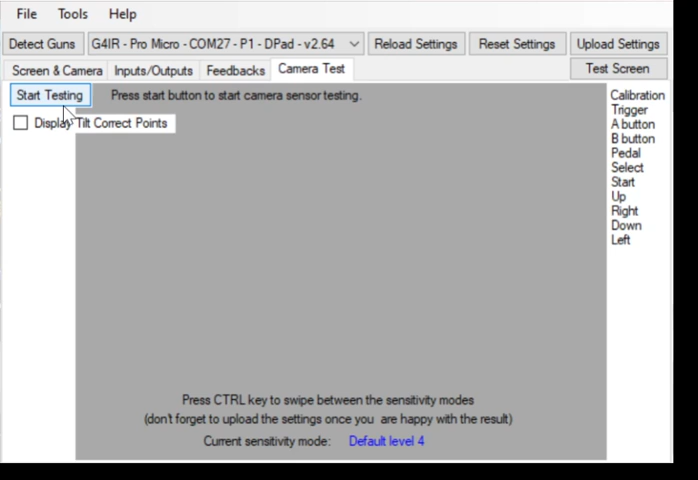 File Tools Help
Detect Guns G4IR - Pro Micro - COM27 - P1 - DPad - v2.64 Reload Settings Reset Settings Upload Settings
Screen & Camera Inputs/Outputs Feedbacks Camera Test Test Screen
Start Testing Press start button to start camera sensor testing.
Display Tilt Correct Points
Calibration
Trigger
A button
B button
Pedal
Select
Start
Up
Right
Down
Left
Press CTRL key to swipe between the sensitivity modes
(don't forget to upload the settings once you are happy with the result)
Current sensitivity mode: Default level 4